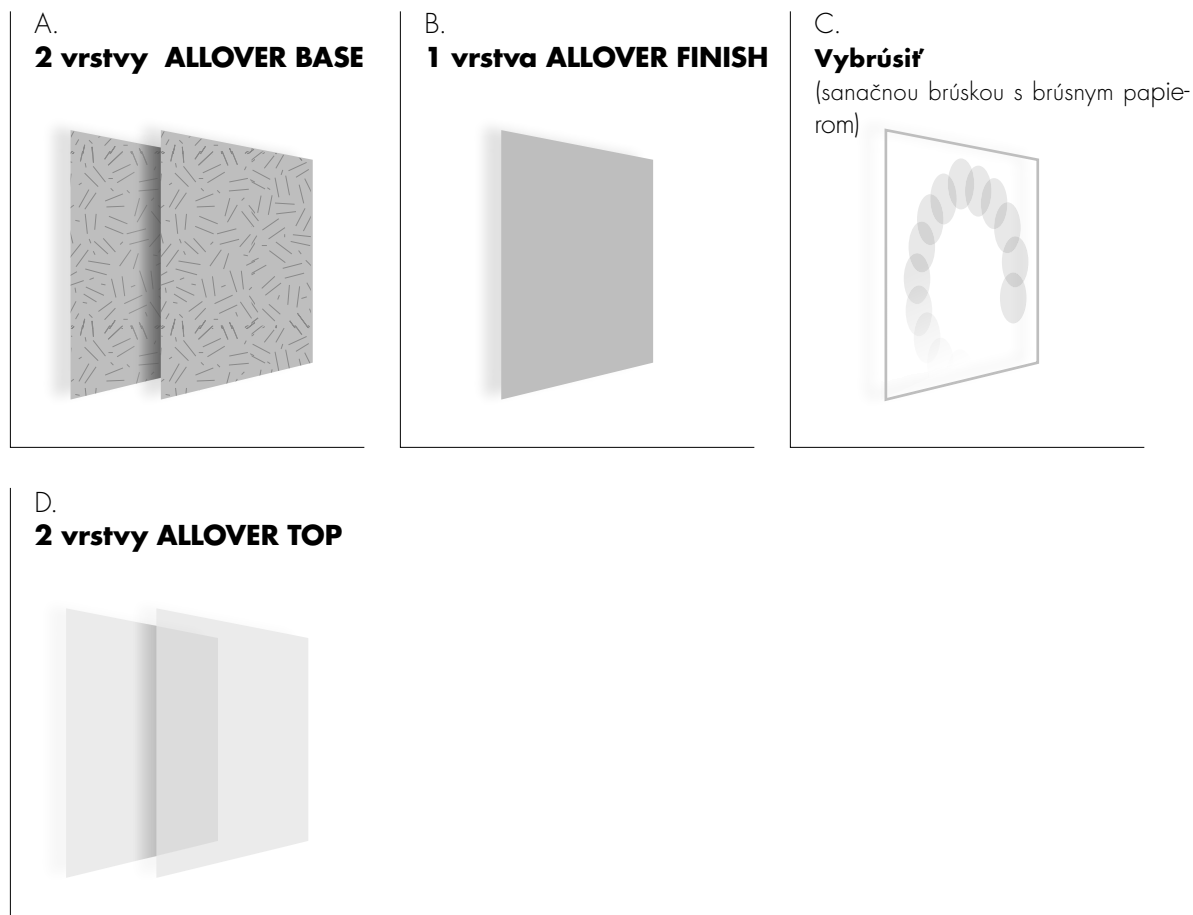 A.
2 vrstvy ALLOVER BASE
B.
1 vrstva ALLOVER FINISH
C.
Vybrúsiť
(sanačnou brúskou s brúsnym papie-
rom)
D.
2 vrstvy ALLOVER TOP